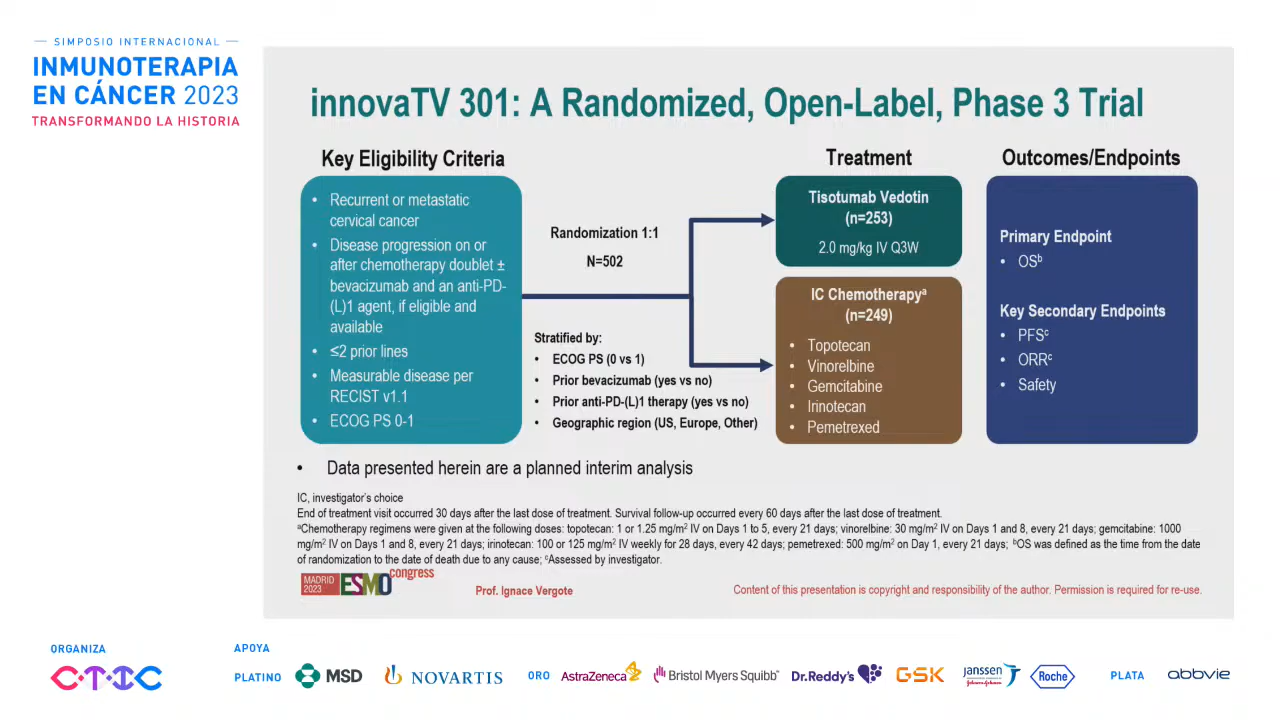 SIMPOSIO INTERNACIONAL
INMUNOTERAPIA
EN CÁNCER 2023
TRANSFORMANDO LA HISTORIA
innovaTV 301: A Randomized, Open-Label, Phase 3 Trial
Key Eligibility Criteria
• Recurrent or metastatic
cervical cancer
• Disease progression on or
after chemotherapy doublet ±
bevacizumab and an anti-PD-
(L)1 agent, if eligible and
available
• ≤2 prior lines
• Measurable disease per
RECIST v1.1
• ECOG PS 0-1
Randomization 1:1
N=502
Stratified by:
• ECOG PS (0 vs 1)
• Prior bevacizumab (yes vs no)
• Prior anti-PD-(L)1 therapy (yes vs no)
• Geographic region (US, Europe, Other)
Treatment
Tisotumab Vedotin
(n=253)
2.0 mg/kg IV Q3W
IC Chemotherapyᵃ
(n=249)
• Topotecan
• Vinorelbine
• Gemcitabine
• Irinotecan
• Pemetrexed
Outcomes/Endpoints
Primary Endpoint
• OSᵇ
Key Secondary Endpoints
• PFSᶜ
• ORRᶜ
• Safety
• Data presented herein are a planned interim analysis
IC, investigator's choice
End of treatment visit occurred 30 days after the last dose of treatment. Survival follow-up occurred every 60 days after the last dose of treatment.
ᵃChemotherapy regimens were given at the following doses: topotecan: 1 or 1.25 mg/m² IV on Days 1 to 5, every 21 days; vinorelbine: 30 mg/m² IV on Days 1 and 8, every 21 days; gemcitabine: 1000
mg/m² IV on Days 1 and 8, every 21 days; irinotecan: 100 or 125 mg/m² IV weekly for 28 days, every 42 days; pemetrexed: 500 mg/m² on Day 1, every 21 days; ᵇOS was defined as the time from the date
of randomization to the date of death due to any cause; ᶜAssessed by investigator.
MADRID
2023
ESMO congress
Prof. Ignace Vergote
Content of this presentation is copyright and responsibility of the author. Permission is required for re-use.
ORGANIZA
CTIC
APOYA
PLATINO
MSD
NOVARTIS
ORO
AstraZeneca
Bristol Myers Squibb
Dr.Reddy's
GSK
Janssen
Johnson-Johnson
Roche
PLATA
abbvie